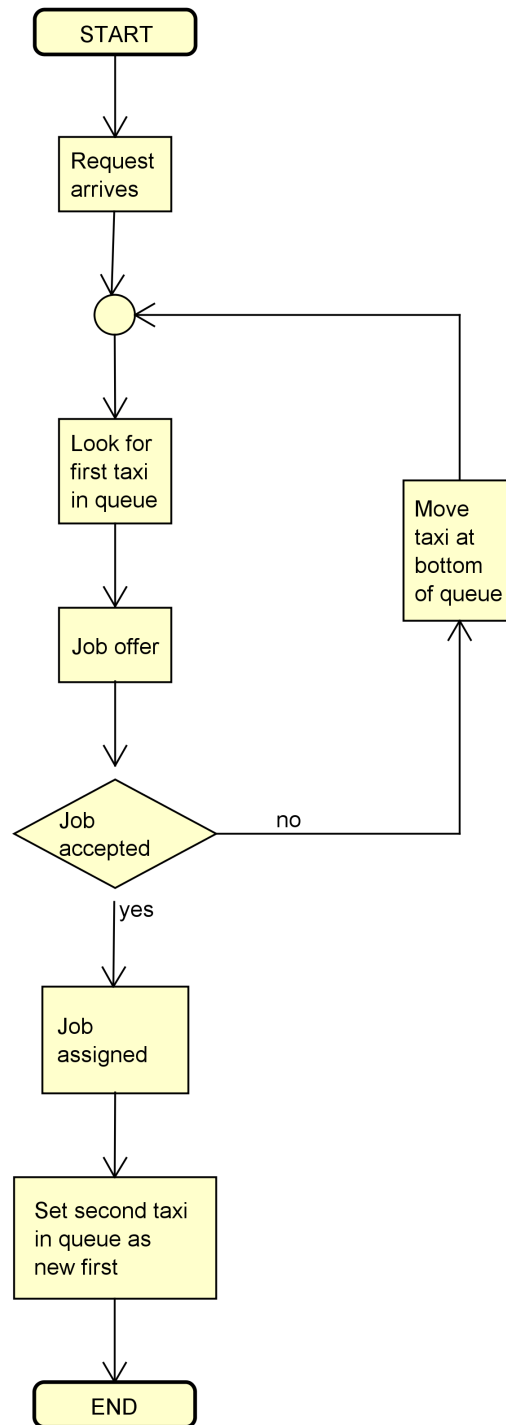 START
Request
arrives
Look for
first taxi
in queue
Move
taxi at
bottom
of queue
Job offer
Job
accepted
no
yes
Job
assigned
Set second taxi
in queue as
new first
END